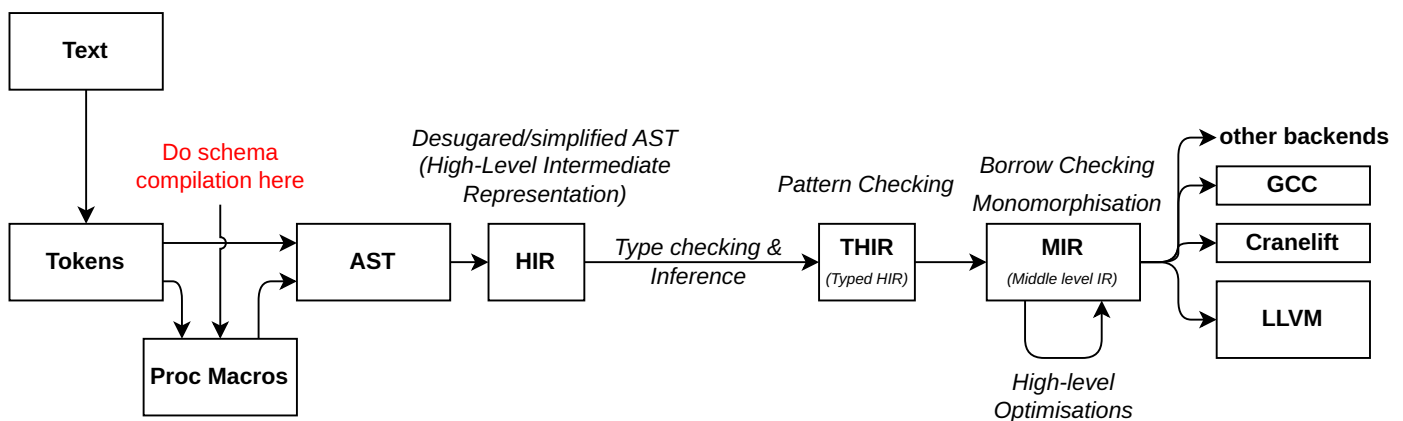 Text
Do schema
compilation here
Tokens
Proc Macros
AST
Desugared/simplified AST
(High-Level Intermediate
Representation)
HIR
Type checking &
Inference
Pattern Checking
THIR
(Typed HIR)
Borrow Checking
Monomorphisation
MIR
(Middle level IR)
High-level
Optimisations
other backends
GCC
Cranelift
LLVM